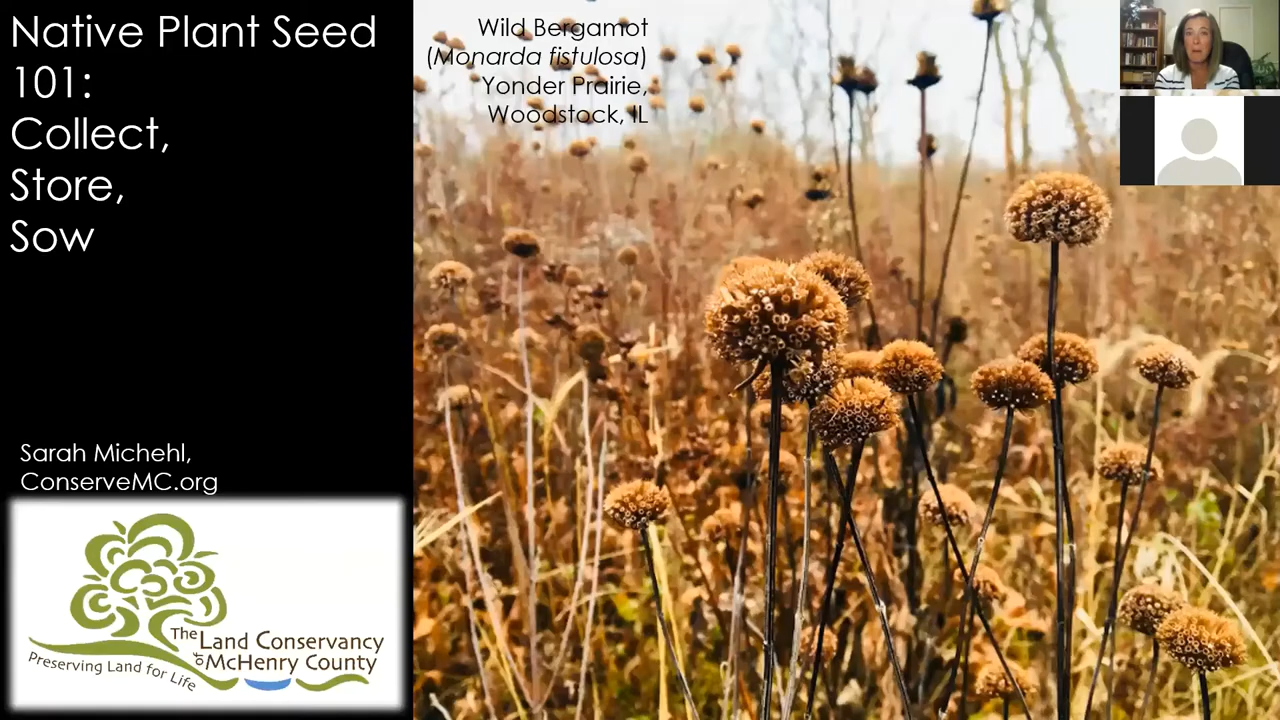 Native Plant Seed
101:
Collect,
Store,
Sow
Wild Bergamot
(Monarda fistulosa)
Yonder Prairie,
Woodstock, IL
Sarah Michehl,
ConserveMC.org
The Land Conservancy
of McHenry County
Preserving Land for Life